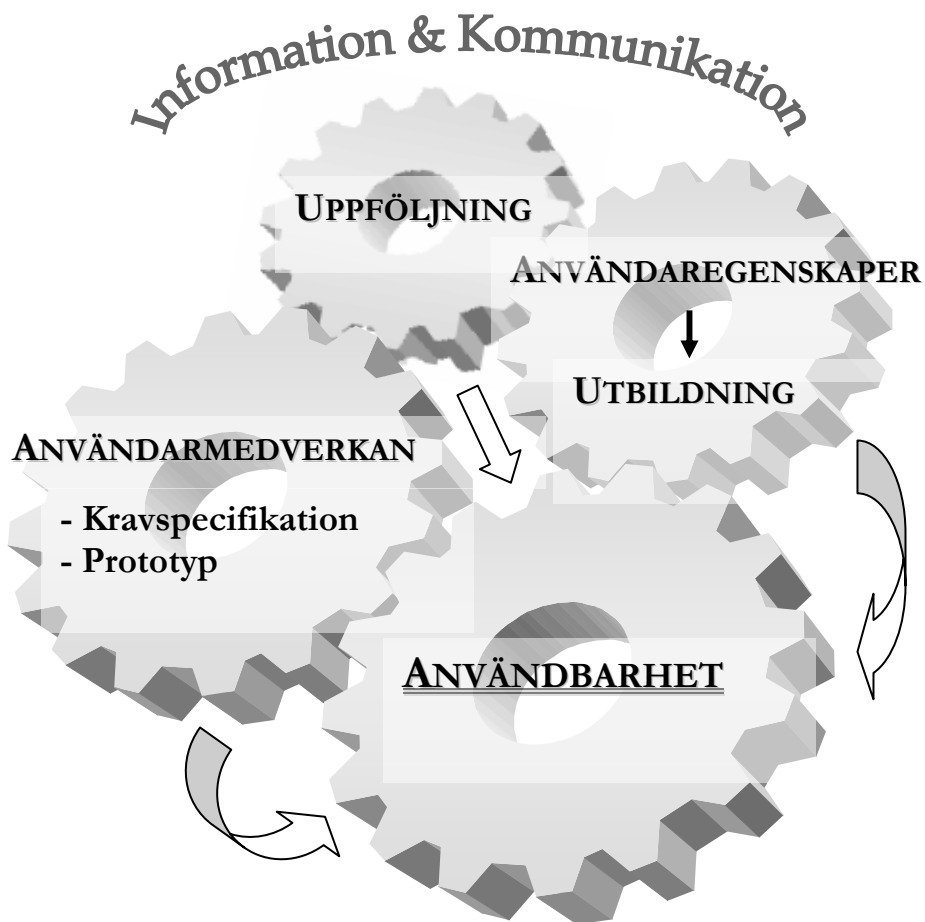 Information & Kommunikation
UPPFÖLJNING
ANVÄNDAREGENSKAPER
UTBILDNING
ANVÄNDARMEDVERKAN
- Kravspecifikation
- Prototyp
ANVÄNDBARHET